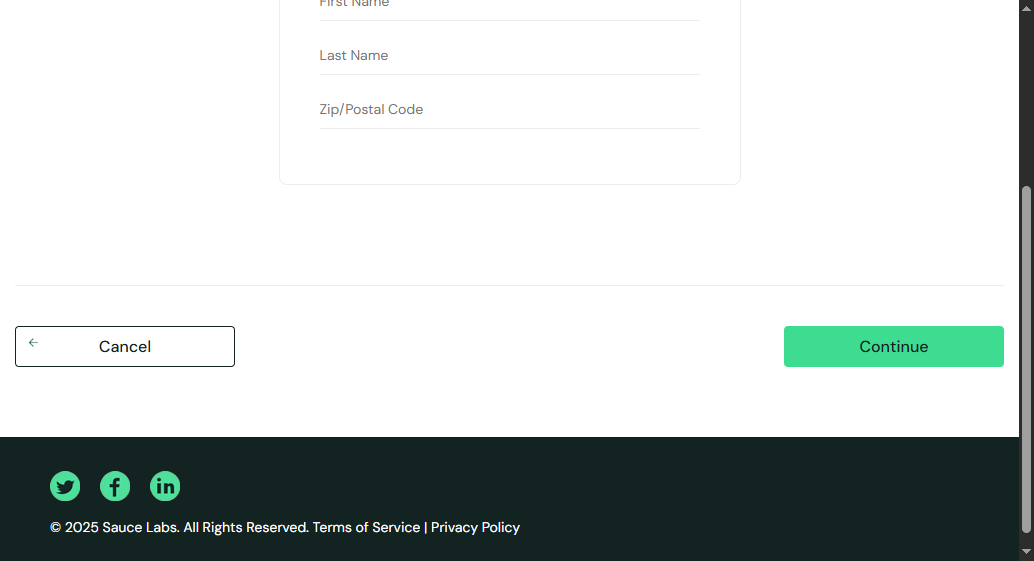 First Name
Last Name
Zip/Postal Code
Cancel
Continue
© 2025 Sauce Labs. All Rights Reserved. Terms of Service | Privacy Policy